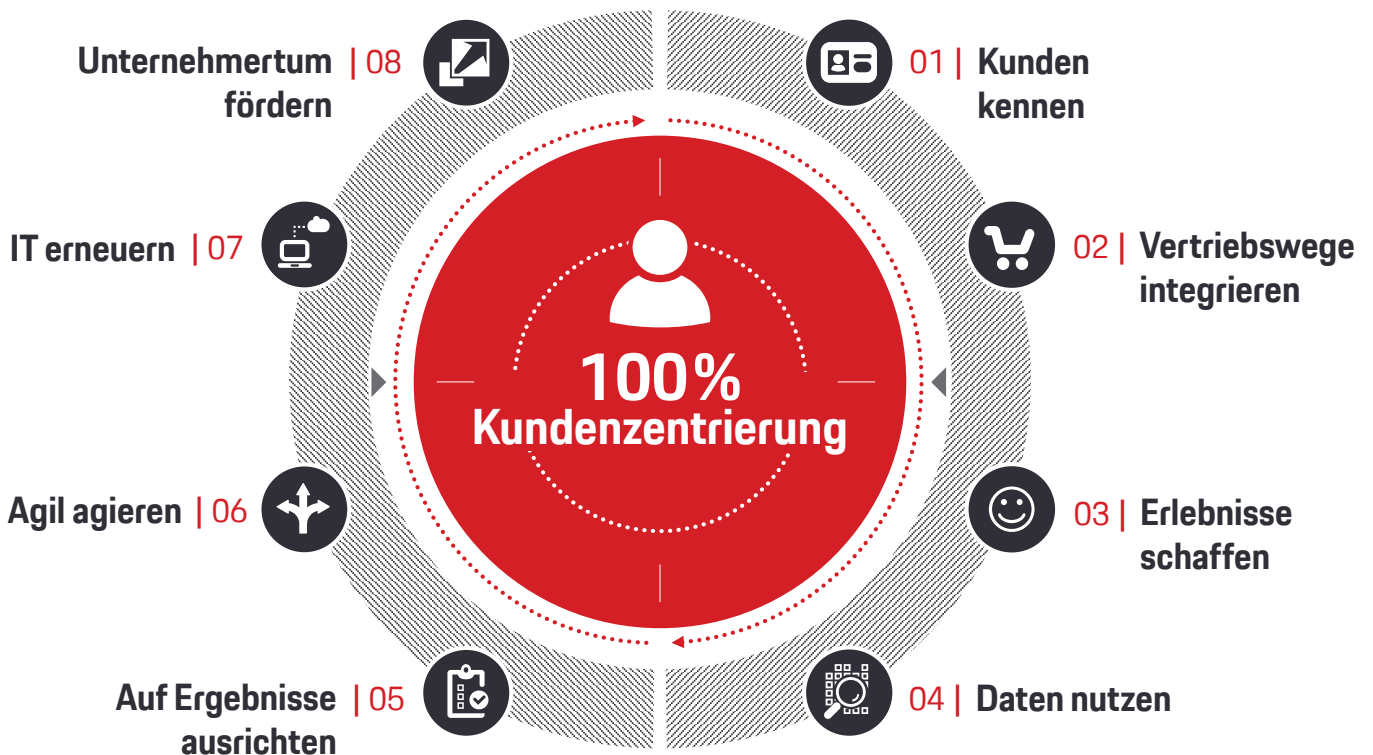 01 | Kunden
kennen
02 | Vertriebswege
integrieren
03 | Erlebnisse
schaffen
04 | Daten nutzen
Auf Ergebnisse | 05
ausrichten
Agil agieren | 06
IT erneuern | 07
Unternehmertum | 08
fördern
100%
Kundenzentrierung